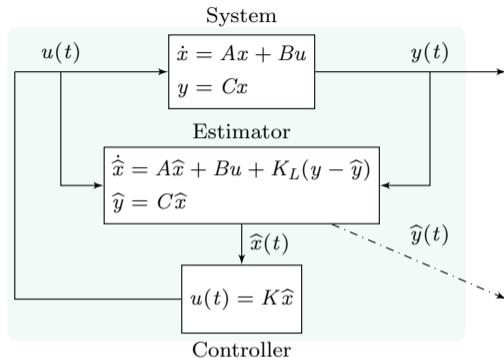 System
u(t)
ẋ = Ax + Bu
y(t)
y = Cx
Estimator
x̂̇ = Ax̂ + Bu + K_L(y − ŷ)
ŷ = Cx̂
x̂(t)
ŷ(t)
u(t) = Kx̂
Controller